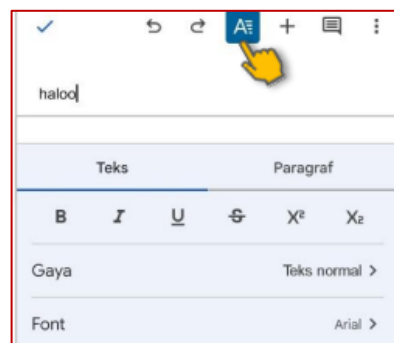 haloo
Teks Paragraf
B I U S X² X₂
Gaya Teks normal >
Font Arial >